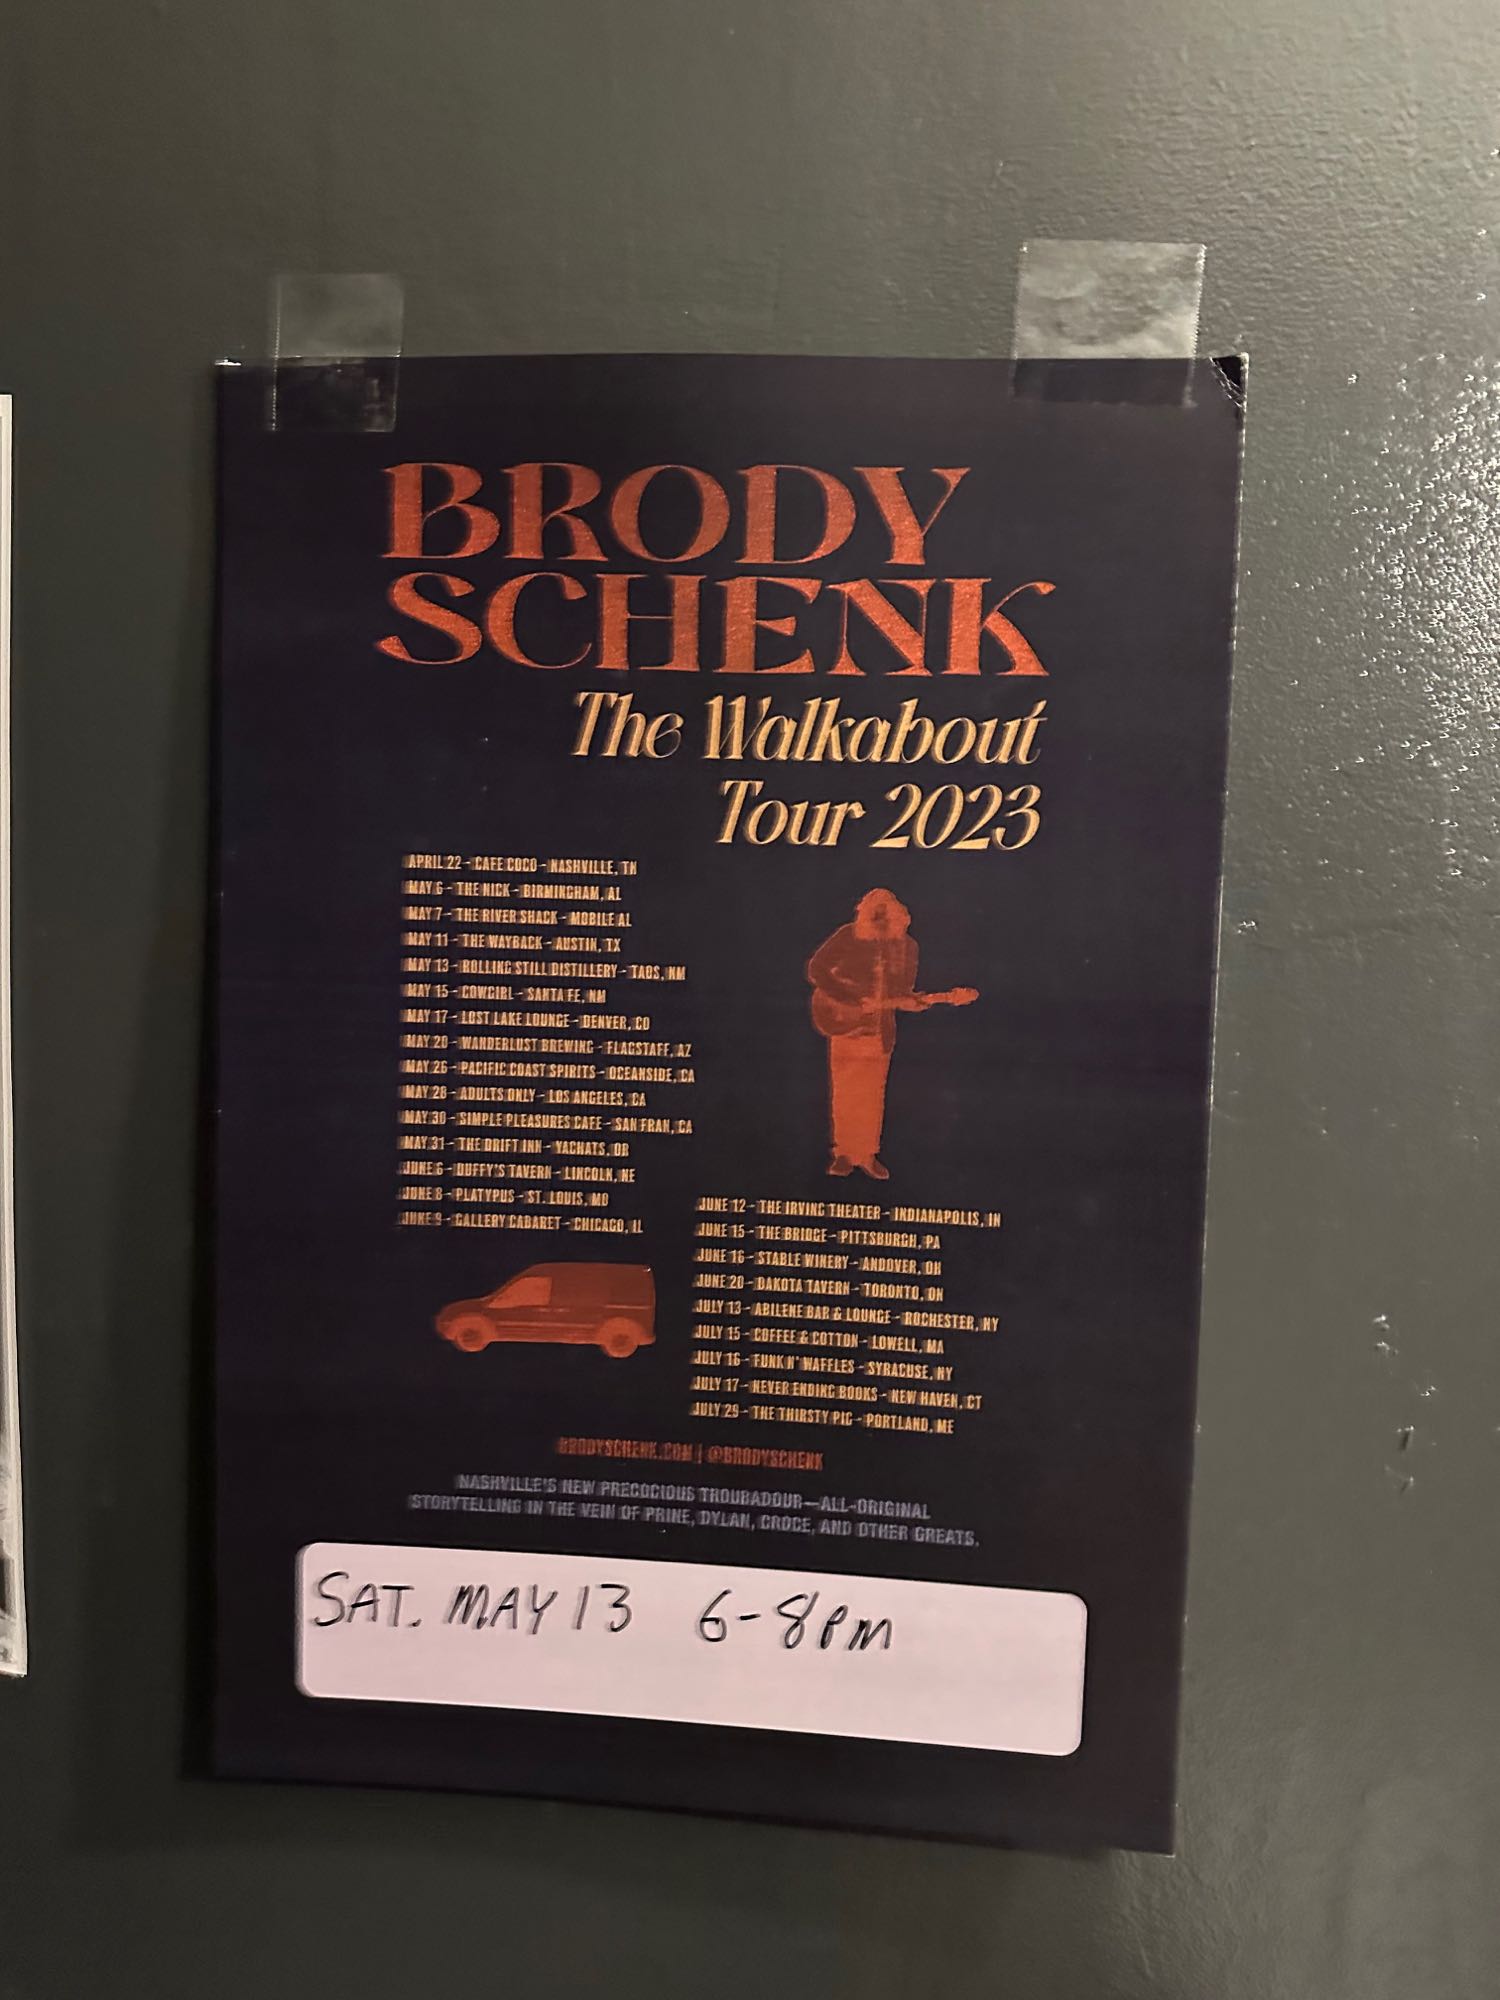 BRODY
SCHENK
The Walkabout
Tour 2023
APRIL 22 - CAFE COCO - NASHVILLE, TN
MAY 6 - THE NICK - BIRMINGHAM, AL
MAY 7 - THE RIVER SHACK - MOBILE AL
MAY 11 - THE WAYBACK - AUSTIN, TX
MAY 13 - ROLLING STILL DISTILLERY - TAOS, NM
MAY 15 - COWGIRL - SANTA FE, NM
MAY 17 - LOST LAKE LOUNGE - DENVER, CO
MAY 20 - WANDERLUST BREWING - FLAGSTAFF, AZ
MAY 26 - PACIFIC COAST SPIRITS - OCEANSIDE, CA
MAY 28 - ADULTS ONLY - LOS ANGELES, CA
MAY 30 - SIMPLE PLEASURES CAFE - SAN FRAN, CA
MAY 31 - THE DRIFT INN - YACHATS, OR
JUNE 6 - DUFFY'S TAVERN - LINCOLN, NE
JUNE 8 - PLATYPUS - ST. LOUIS, MO
JUNE 9 - GALLERY CABARET - CHICAGO, IL
JUNE 12 - THE IRVING THEATER - INDIANAPOLIS, IN
JUNE 15 - THE BRIDGE - PITTSBURGH, PA
JUNE 16 - STABLE WINERY - ANDOVER, OH
JUNE 20 - DAKOTA TAVERN - TORONTO, ON
JULY 13 - ABILENE BAR & LOUNGE - ROCHESTER, NY
JULY 15 - COFFEE & COTTON - LOWELL, MA
JULY 16 - FUNK N' WAFFLES - SYRACUSE, NY
JULY 17 - NEVER ENDING BOOKS - NEW HAVEN, CT
JULY 29 - THE THIRSTY PIG - PORTLAND, ME
BRODYSCHENK.COM | @BRODYSCHENK
NASHVILLE'S NEW PRECOCIOUS TROUBADOUR—ALL-ORIGINAL
STORYTELLING IN THE VEIN OF PRINE, DYLAN, CROCE, AND OTHER GREATS.
SAT. MAY 13 6-8PM